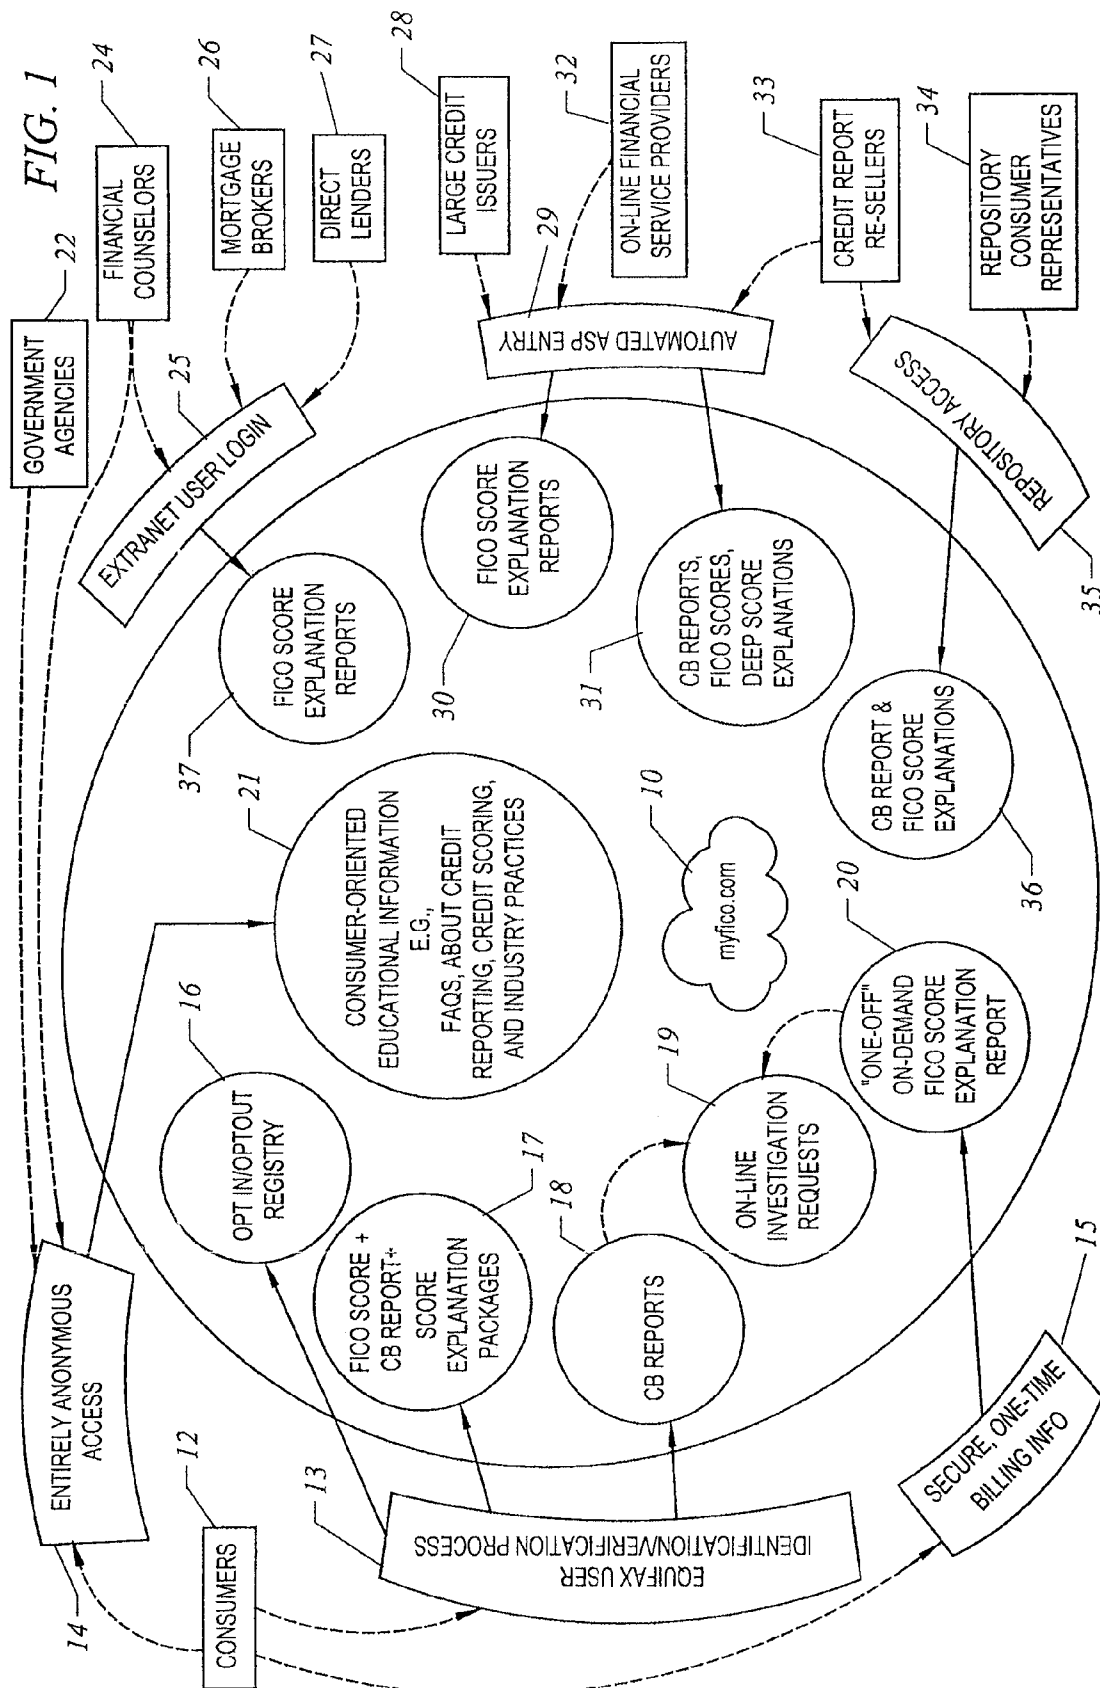 FIG. 1
GOVERNMENT
AGENCIES
22
FINANCIAL
COUNSELORS
24
MORTGAGE
BROKERS
26
DIRECT
LENDERS
27
LARGE CREDIT
ISSUERS
28
ON-LINE FINANCIAL
SERVICE PROVIDERS
32
CREDIT REPORT
RE-SELLERS
33
REPOSITORY
CONSUMER
REPRESENTATIVES
34
EXTRANET USER LOGIN
25
AUTOMATED ASP ENTRY
29
REPOSITORY ACCESS
35
ENTIRELY ANONYMOUS
ACCESS
14
CONSUMERS
12
EQUIFAX USER
IDENTIFICATION/VERIFICATION PROCESS
13
SECURE, ONE-TIME
BILLING INFO
15
OPT IN/OPTOUT
REGISTRY
16
FICO SCORE +
CB REPORT+
SCORE
EXPLANATION
PACKAGES
17
CB REPORTS
18
ON-LINE
INVESTIGATION
REQUESTS
19
"ONE-OFF"
ON-DEMAND
FICO SCORE
EXPLANATION
REPORT
20
CONSUMER-ORIENTED
EDUCATIONAL INFORMATION
E.G.,
FAQS, ABOUT CREDIT
REPORTING, CREDIT SCORING,
AND INDUSTRY PRACTICES
21
myfico.com
10
FICO SCORE
EXPLANATION
REPORTS
37
FICO SCORE
EXPLANATION
REPORTS
30
CB REPORTS,
FICO SCORES,
DEEP SCORE
EXPLANATIONS
31
CB REPORT &
FICO SCORE
EXPLANATIONS
36